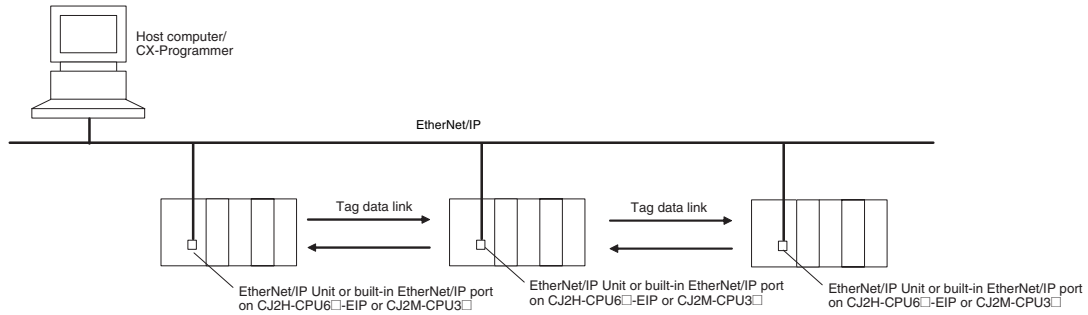 Host computer/
CX-Programmer
EtherNet/IP
Tag data link
Tag data link
EtherNet/IP Unit or built-in EtherNet/IP port
on CJ2H-CPU6□-EIP or CJ2M-CPU3□
EtherNet/IP Unit or built-in EtherNet/IP port
on CJ2H-CPU6□-EIP or CJ2M-CPU3□
EtherNet/IP Unit or built-in EtherNet/IP port
on CJ2H-CPU6□-EIP or CJ2M-CPU3□